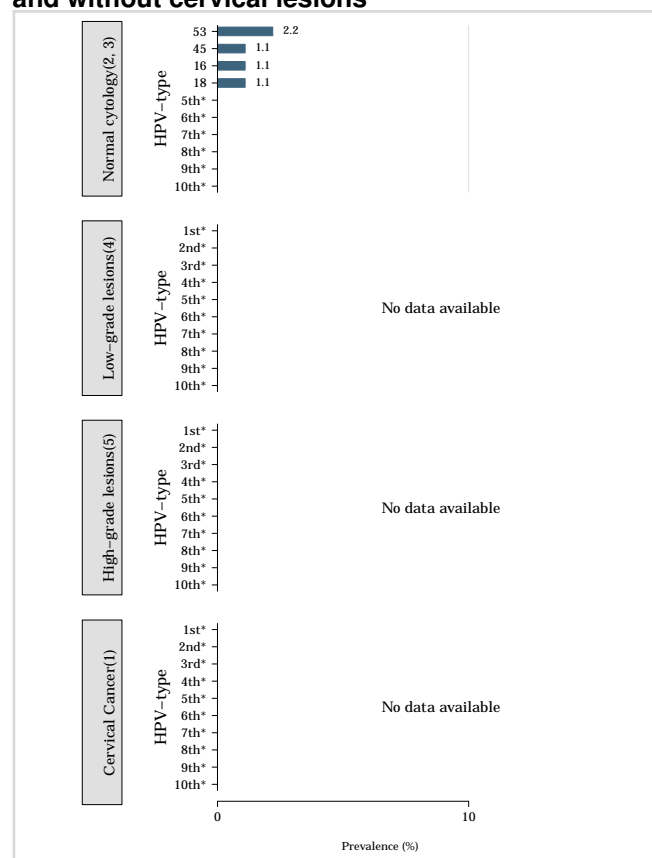 and without cervical lesions
Normal cytology(2, 3)
HPV−type
53
2.2
45
1.1
16
1.1
18
1.1
5th*
6th*
7th*
8th*
9th*
10th*
Low−grade lesions(4)
HPV−type
1st*
2nd*
3rd*
4th*
5th*
6th*
7th*
8th*
9th*
10th*
No data available
High−grade lesions(5)
HPV−type
1st*
2nd*
3rd*
4th*
5th*
6th*
7th*
8th*
9th*
10th*
No data available
Cervical Cancer(1)
HPV−type
1st*
2nd*
3rd*
4th*
5th*
6th*
7th*
8th*
9th*
10th*
No data available
0
10
Prevalence (%)